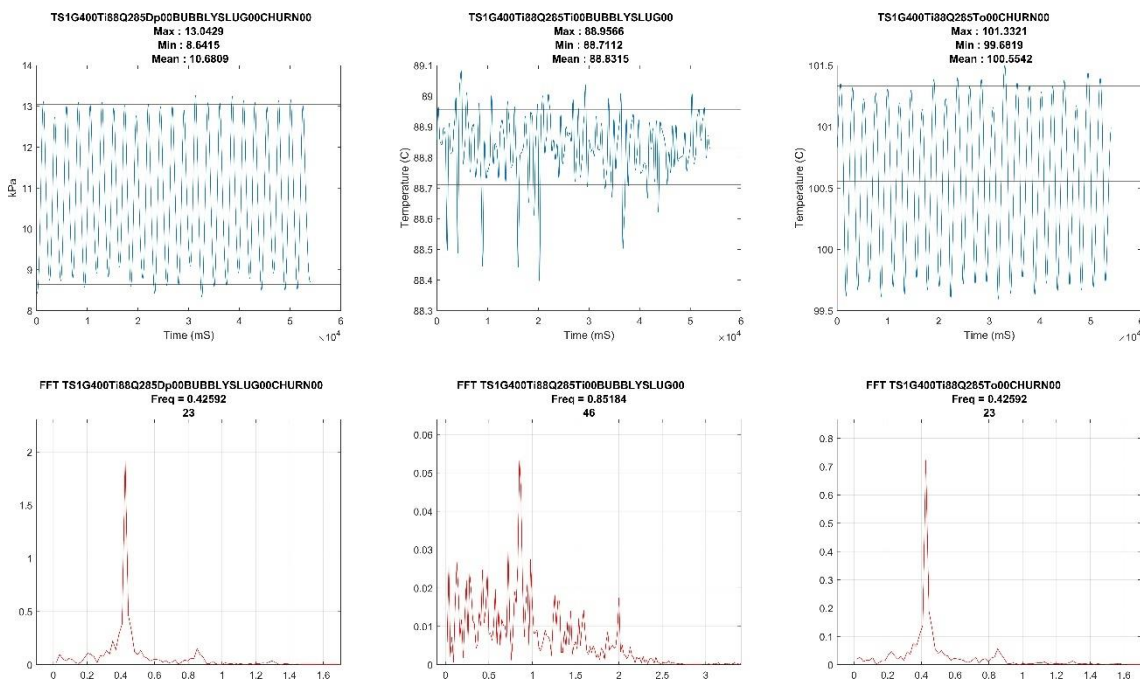 TS1G400Ti88Q285Dp00BUBBLYSLUG00CHURN00
Max : 13.0429
Min : 8.6415
Mean : 10.6809
14
13
12
11
10
9
8
kPa
0 1 2 3 4 5 6
Time (mS)
×10⁴
TS1G400Ti88Q285Ti00BUBBLYSLUG00
Max : 88.9566
Min : 88.7112
Mean : 88.8315
89.1
89
88.9
88.8
88.7
88.6
88.5
88.4
88.3
Temperature (C)
0 1 2 3 4 5 6
Time (mS)
×10⁴
TS1G400Ti88Q285To00CHURN00
Max : 101.3321
Min : 99.6819
Mean : 100.5542
101.5
101
100.5
100
99.5
Temperature (C)
0 1 2 3 4 5 6
Time (mS)
×10⁴
FFT TS1G400Ti88Q285Dp00BUBBLYSLUG00CHURN00
Freq = 0.42592
23
2
1.5
1
0.5
0
0 0.2 0.4 0.6 0.8 1 1.2 1.4 1.6
FFT TS1G400Ti88Q285Ti00BUBBLYSLUG00
Freq = 0.85184
46
0.06
0.05
0.04
0.03
0.02
0.01
0
0 0.5 1 1.5 2 2.5 3
FFT TS1G400Ti88Q285To00CHURN00
Freq = 0.42592
23
0.8
0.7
0.6
0.5
0.4
0.3
0.2
0.1
0
0 0.2 0.4 0.6 0.8 1 1.2 1.4 1.6